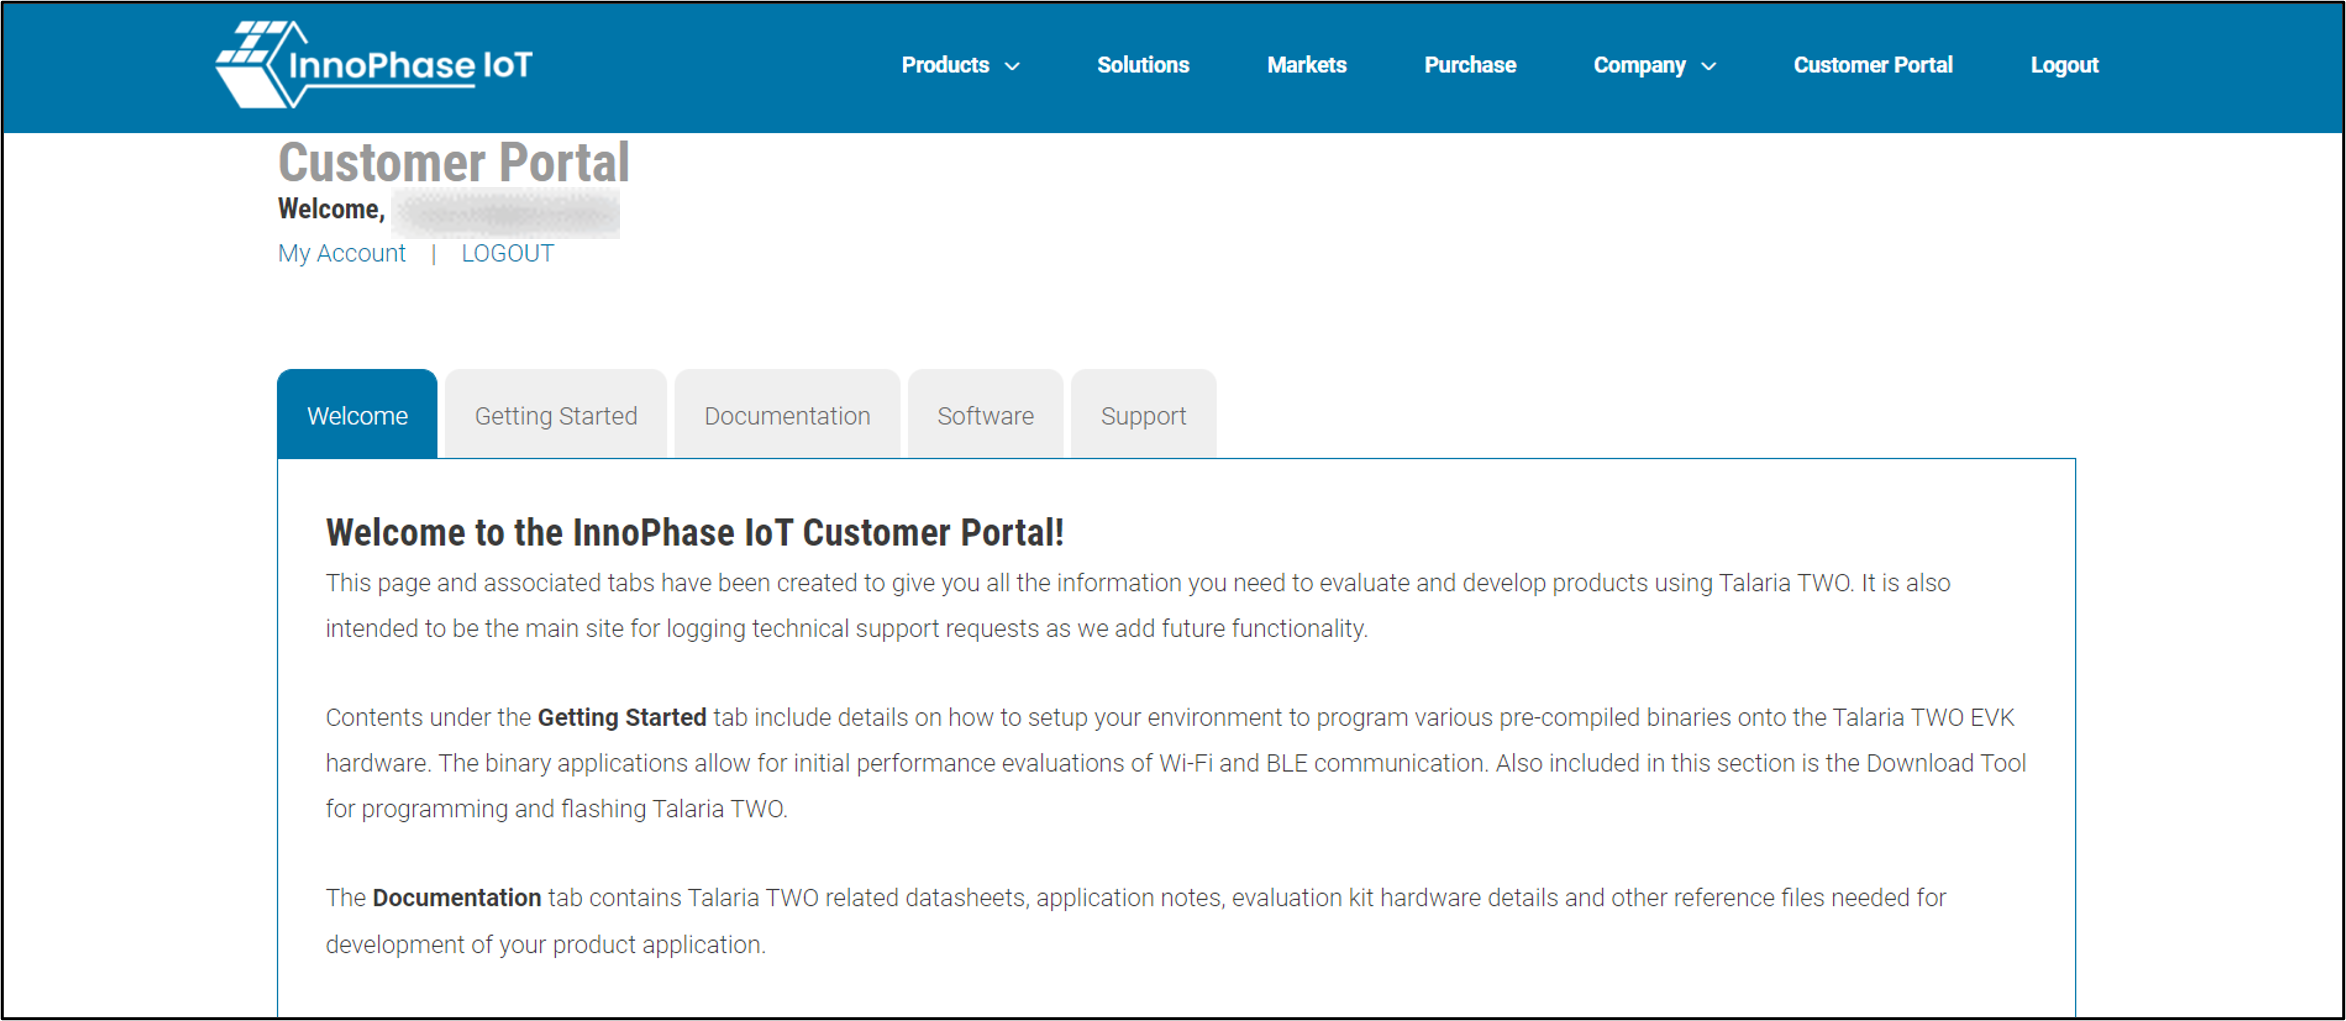 InnoPhase IoT
Products
Solutions
Markets
Purchase
Company
Customer Portal
Logout
Customer Portal
Welcome,
My Account | LOGOUT
Welcome
Getting Started
Documentation
Software
Support
Welcome to the InnoPhase IoT Customer Portal!
This page and associated tabs have been created to give you all the information you need to evaluate and develop products using Talaria TWO. It is also
intended to be the main site for logging technical support requests as we add future functionality.
Contents under the Getting Started tab include details on how to setup your environment to program various pre-compiled binaries onto the Talaria TWO EVK
hardware. The binary applications allow for initial performance evaluations of Wi-Fi and BLE communication. Also included in this section is the Download Tool
for programming and flashing Talaria TWO.
The Documentation tab contains Talaria TWO related datasheets, application notes, evaluation kit hardware details and other reference files needed for
development of your product application.